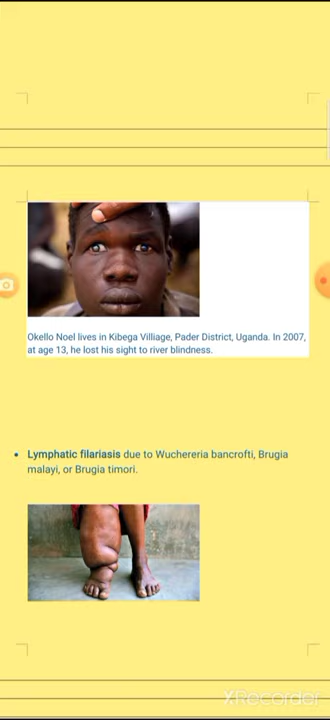 Okello Noel lives in Kibega Villiage, Pader District, Uganda. In 2007,
at age 13, he lost his sight to river blindness.
• Lymphatic filariasis due to Wuchereria bancrofti, Brugia
malayi, or Brugia timori.
XRecorder